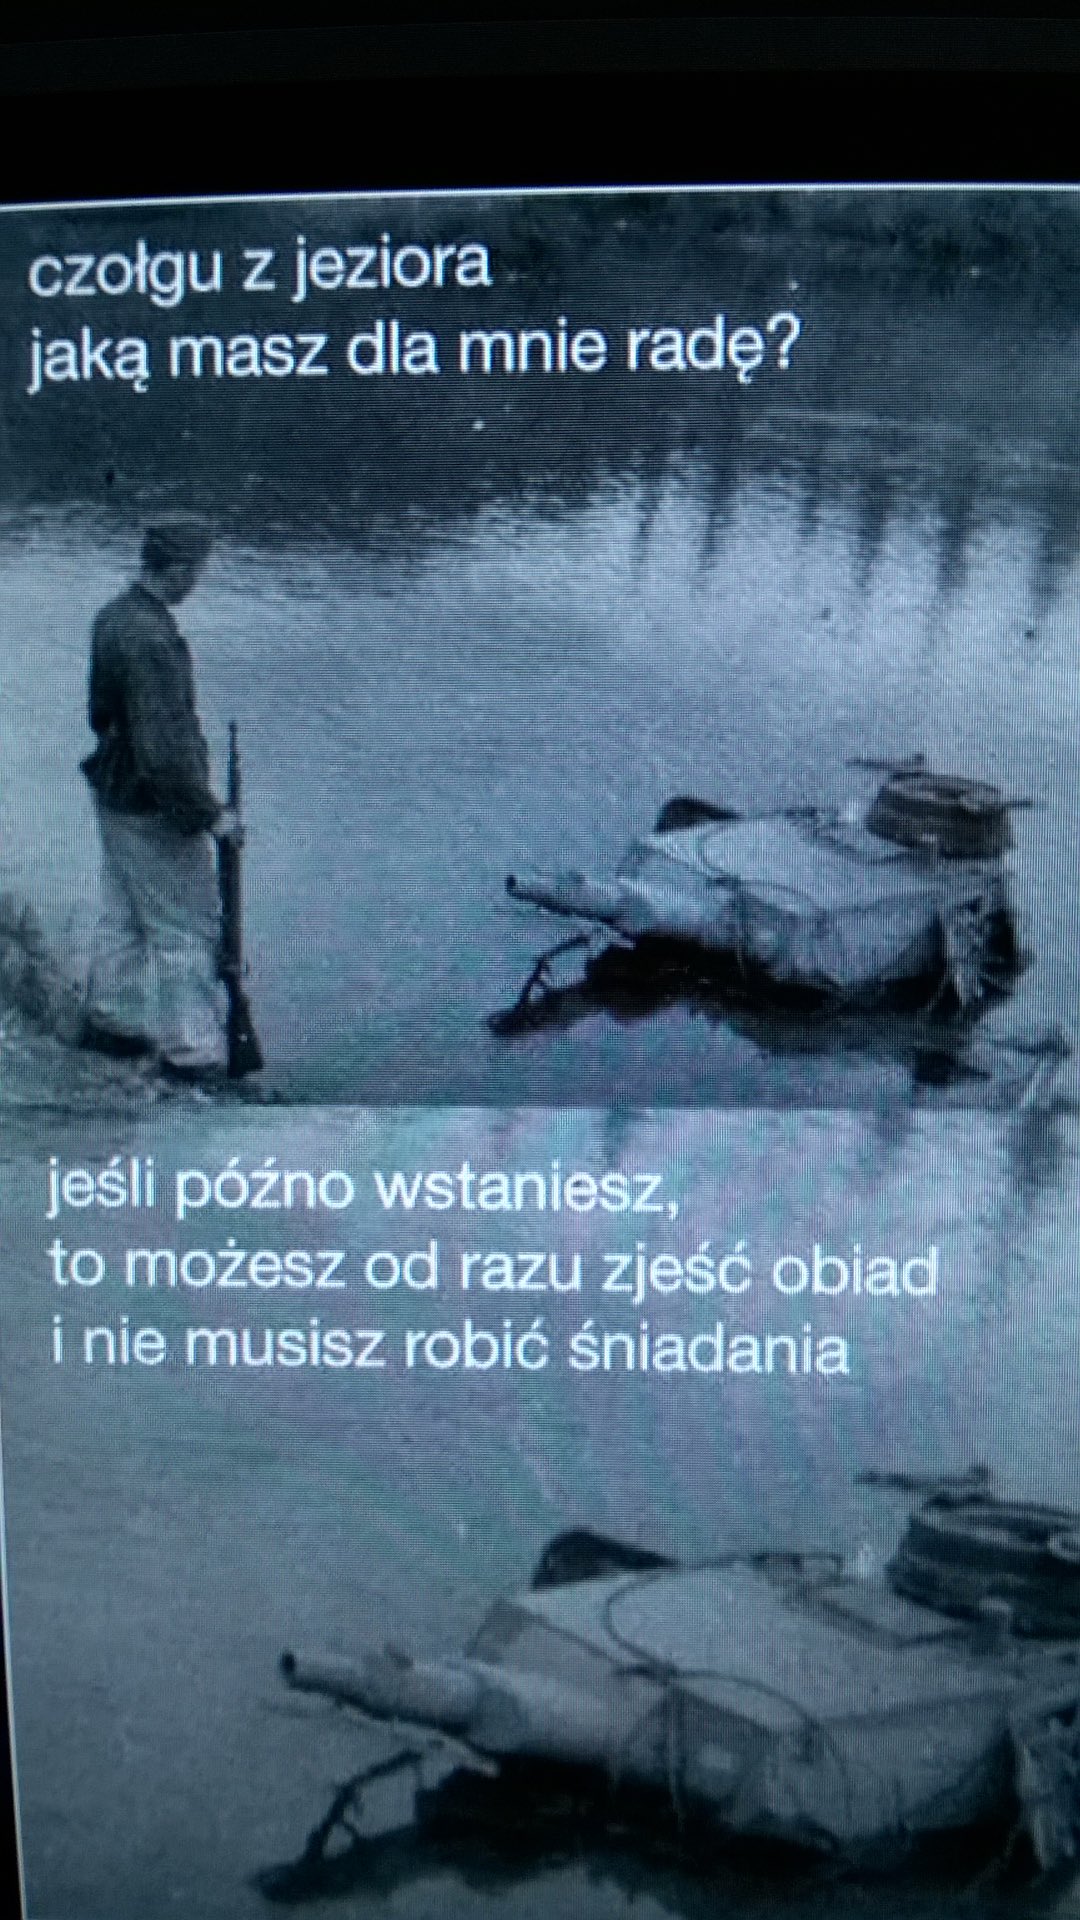 czołgu z jeziora
jaką masz dla mnie radę?
jeśli późno wstaniesz,
to możesz od razu zjeść obiad
i nie musisz robić śniadania